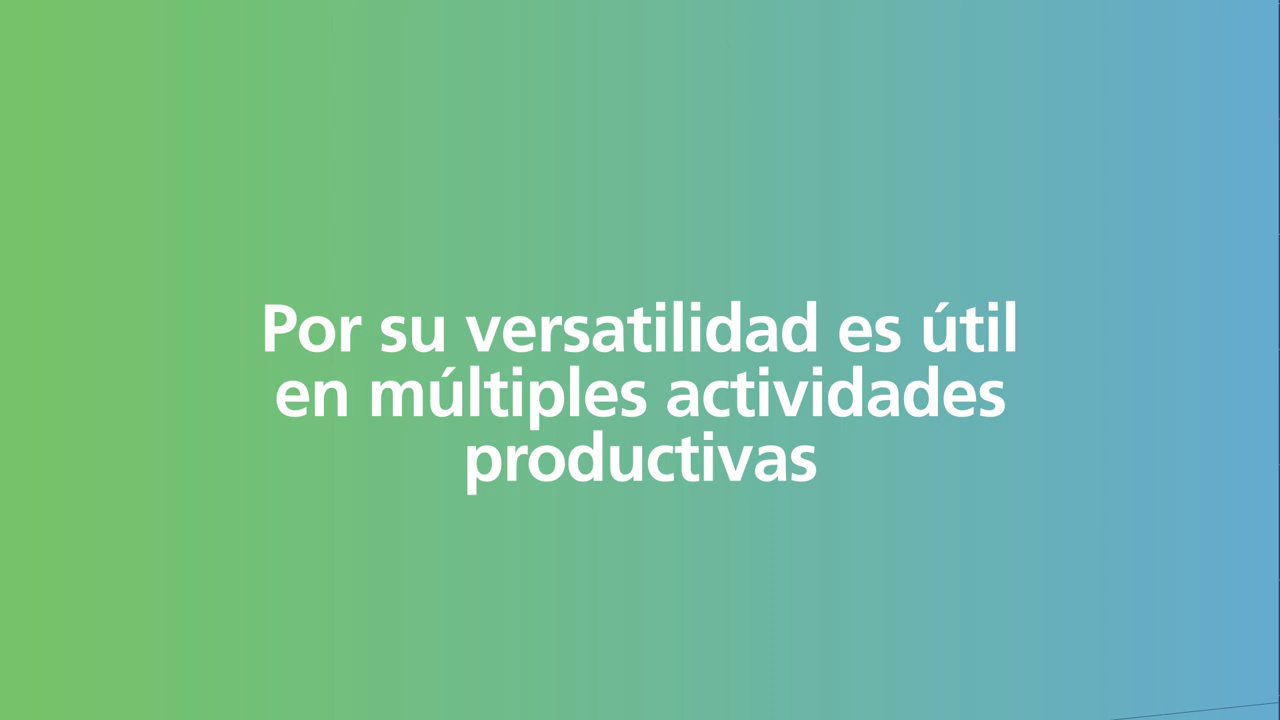 Por su versatilidad es útil
en múltiples actividades
productivas